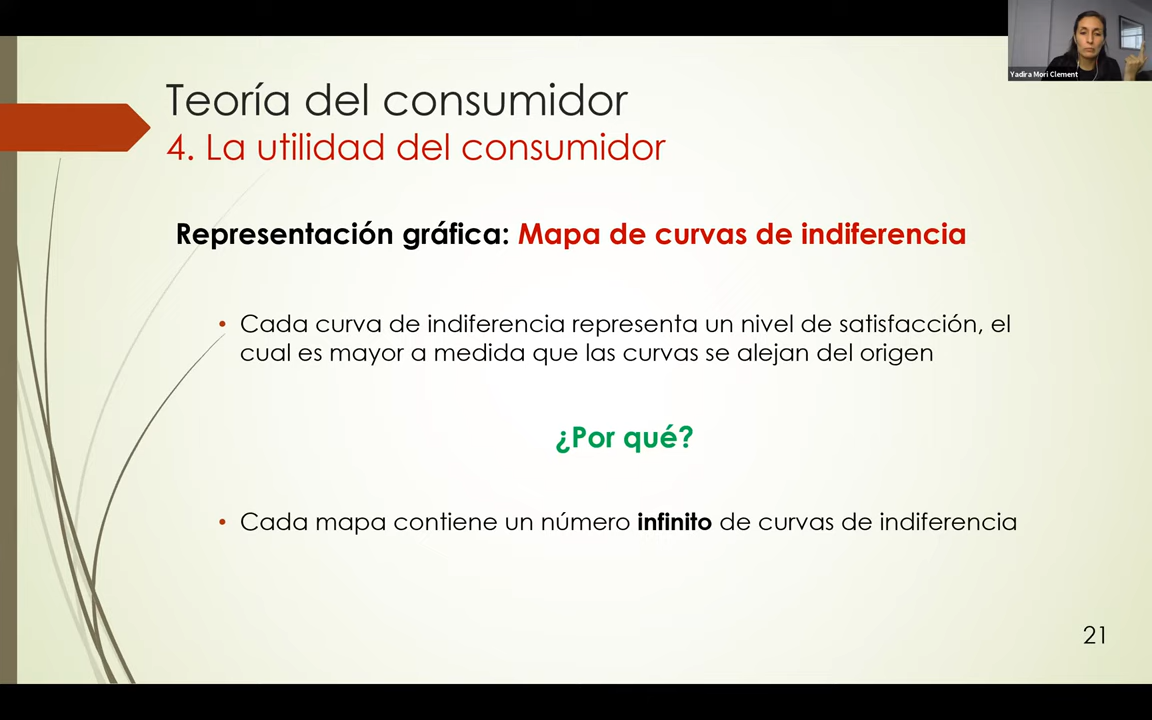 Yadira Mori Clement
Teoría del consumidor
4. La utilidad del consumidor
Representación gráfica: Mapa de curvas de indiferencia
• Cada curva de indiferencia representa un nivel de satisfacción, el
cual es mayor a medida que las curvas se alejan del origen
¿Por qué?
• Cada mapa contiene un número infinito de curvas de indiferencia
21